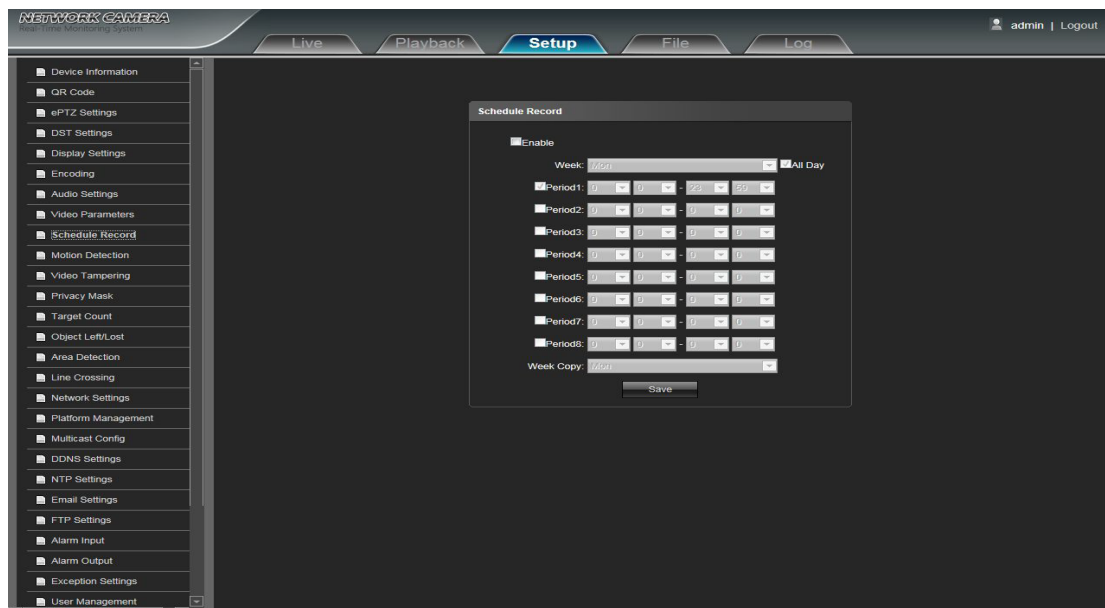 NETWORK CAMERA
Real-Time Monitoring System
admin | Logout
Live Playback Setup File Log
Device Information
QR Code
ePTZ Settings
DST Settings
Display Settings
Encoding
Audio Settings
Video Parameters
Schedule Record
Motion Detection
Video Tampering
Privacy Mask
Target Count
Object Left/Lost
Area Detection
Line Crossing
Network Settings
Platform Management
Multicast Config
DDNS Settings
NTP Settings
Email Settings
FTP Settings
Alarm Input
Alarm Output
Exception Settings
User Management
Schedule Record
Enable
Week: Mon All Day
Period1: 0 0 - 23 59
Period2: 0 0 - 0 0
Period3: 0 0 - 0 0
Period4: 0 0 - 0 0
Period5: 0 0 - 0 0
Period6: 0 0 - 0 0
Period7: 0 0 - 0 0
Period8: 0 0 - 0 0
Week Copy: Mon
Save